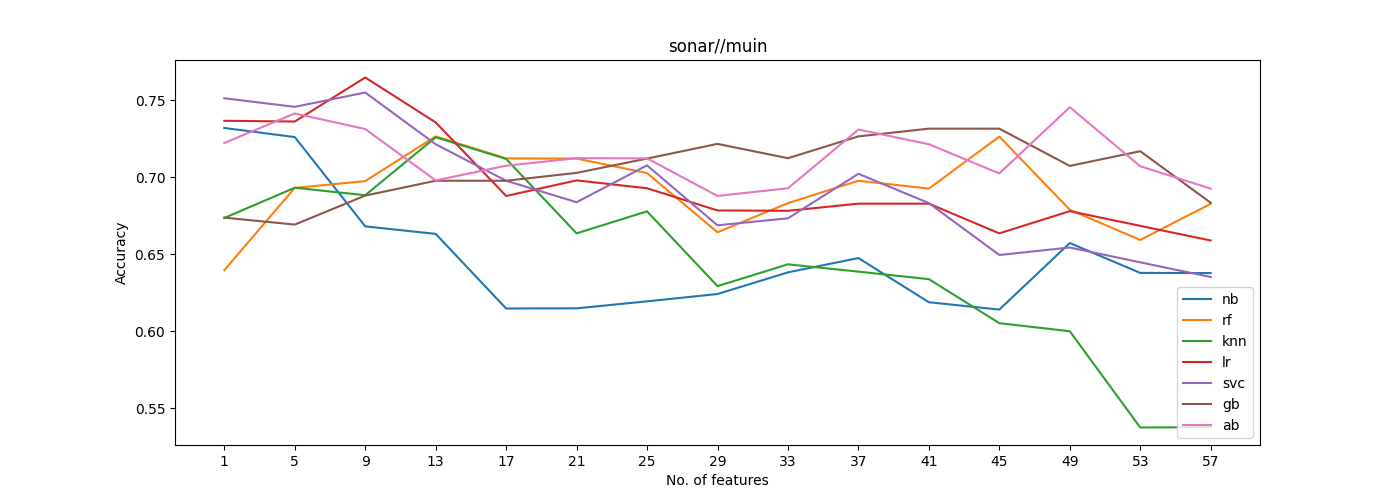 sonar//muin
Accuracy
0.75
0.70
0.65
0.60
0.55
nb
rf
knn
lr
svc
gb
ab
1 5 9 13 17 21 25 29 33 37 41 45 49 53 57
No. of features